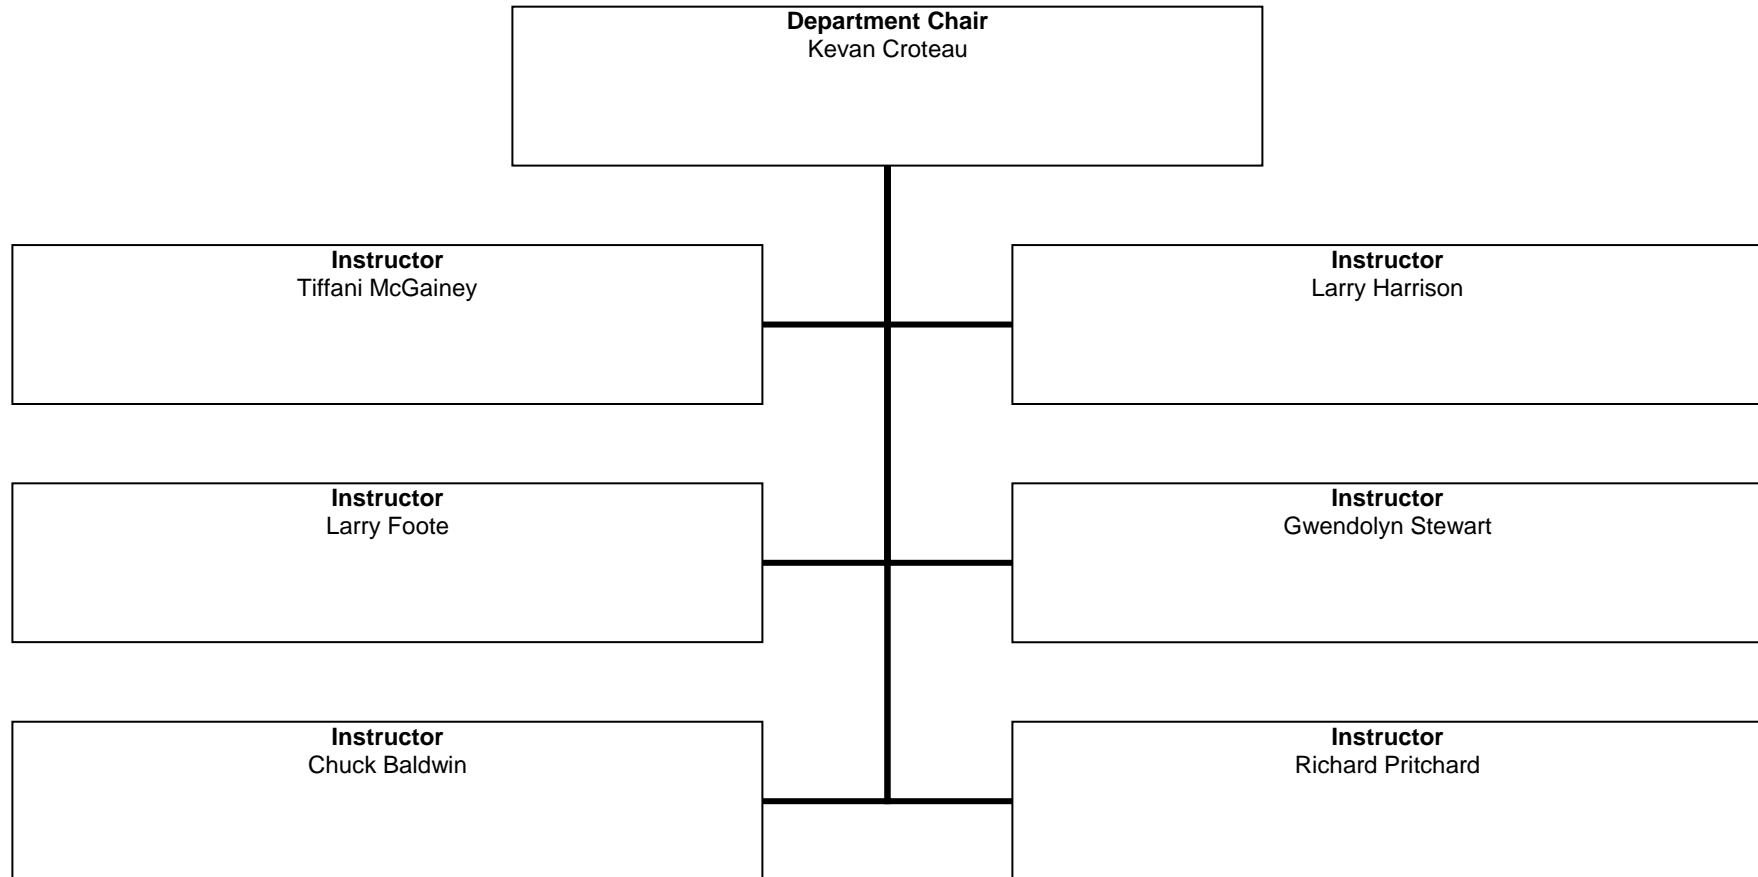 Department Chair
Kevan Croteau
Instructor
Tiffani McGainey
Instructor
Larry Harrison
Instructor
Larry Foote
Instructor
Gwendolyn Stewart
Instructor
Chuck Baldwin
Instructor
Richard Pritchard